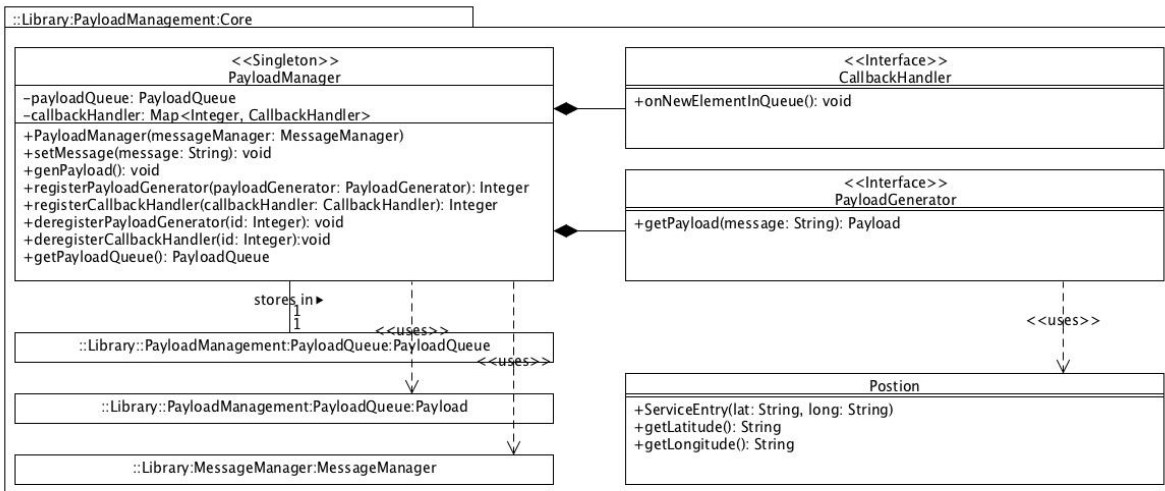 ::Library:PayloadManagement:Core
<<Singleton>>
PayloadManager
-payloadQueue: PayloadQueue
-callbackHandler: Map<Integer, CallbackHandler>
+PayloadManager(messageManager: MessageManager)
+setMessage(message: String): void
+genPayload(): void
+registerPayloadGenerator(payloadGenerator: PayloadGenerator): Integer
+registerCallbackHandler(callbackHandler: CallbackHandler): Integer
+deregisterPayloadGenerator(id: Integer): void
+deregisterCallbackHandler(id: Integer):void
+getPayloadQueue(): PayloadQueue
<<Interface>>
CallbackHandler
+onNewElementInQueue(): void
<<Interface>>
PayloadGenerator
+getPayload(message: String): Payload
stores in
1
1
<<uses>>
<<uses>>
<<uses>>
::Library::PayloadManagement:PayloadQueue:PayloadQueue
::Library::PayloadManagement:PayloadQueue:Payload
::Library:MessageManager:MessageManager
Postion
+ServiceEntry(lat: String, long: String)
+getLatitude(): String
+getLongitude(): String